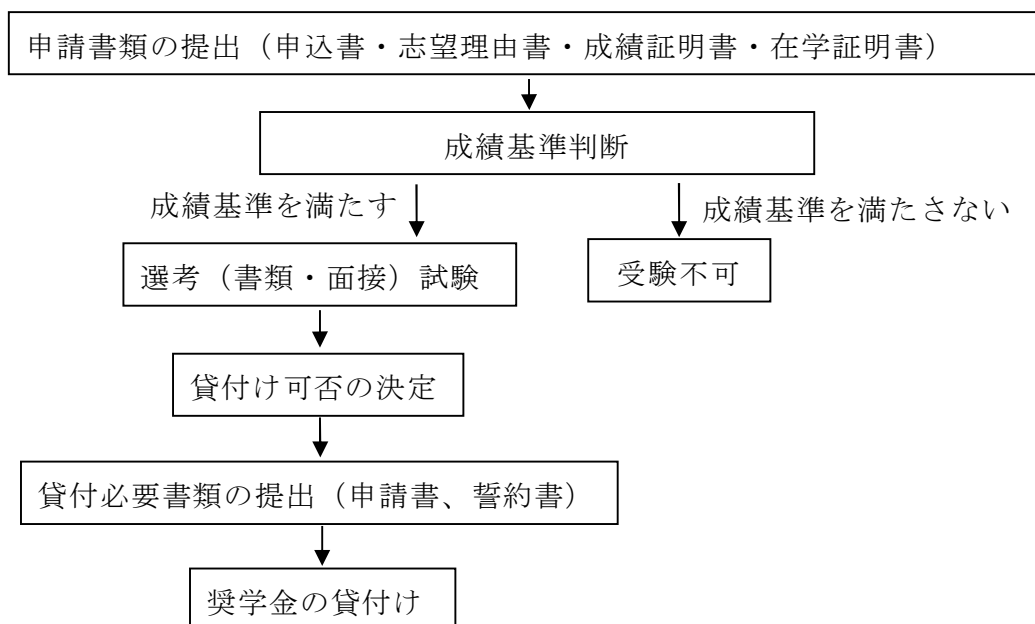 申請書類の提出（申込書・志望理由書・成績証明書・在学証明書）
成績基準判断
成績基準を満たす
成績基準を満たさない
選考（書類・面接）試験
受験不可
貸付け可否の決定
貸付必要書類の提出（申請書、誓約書）
奨学金の貸付け